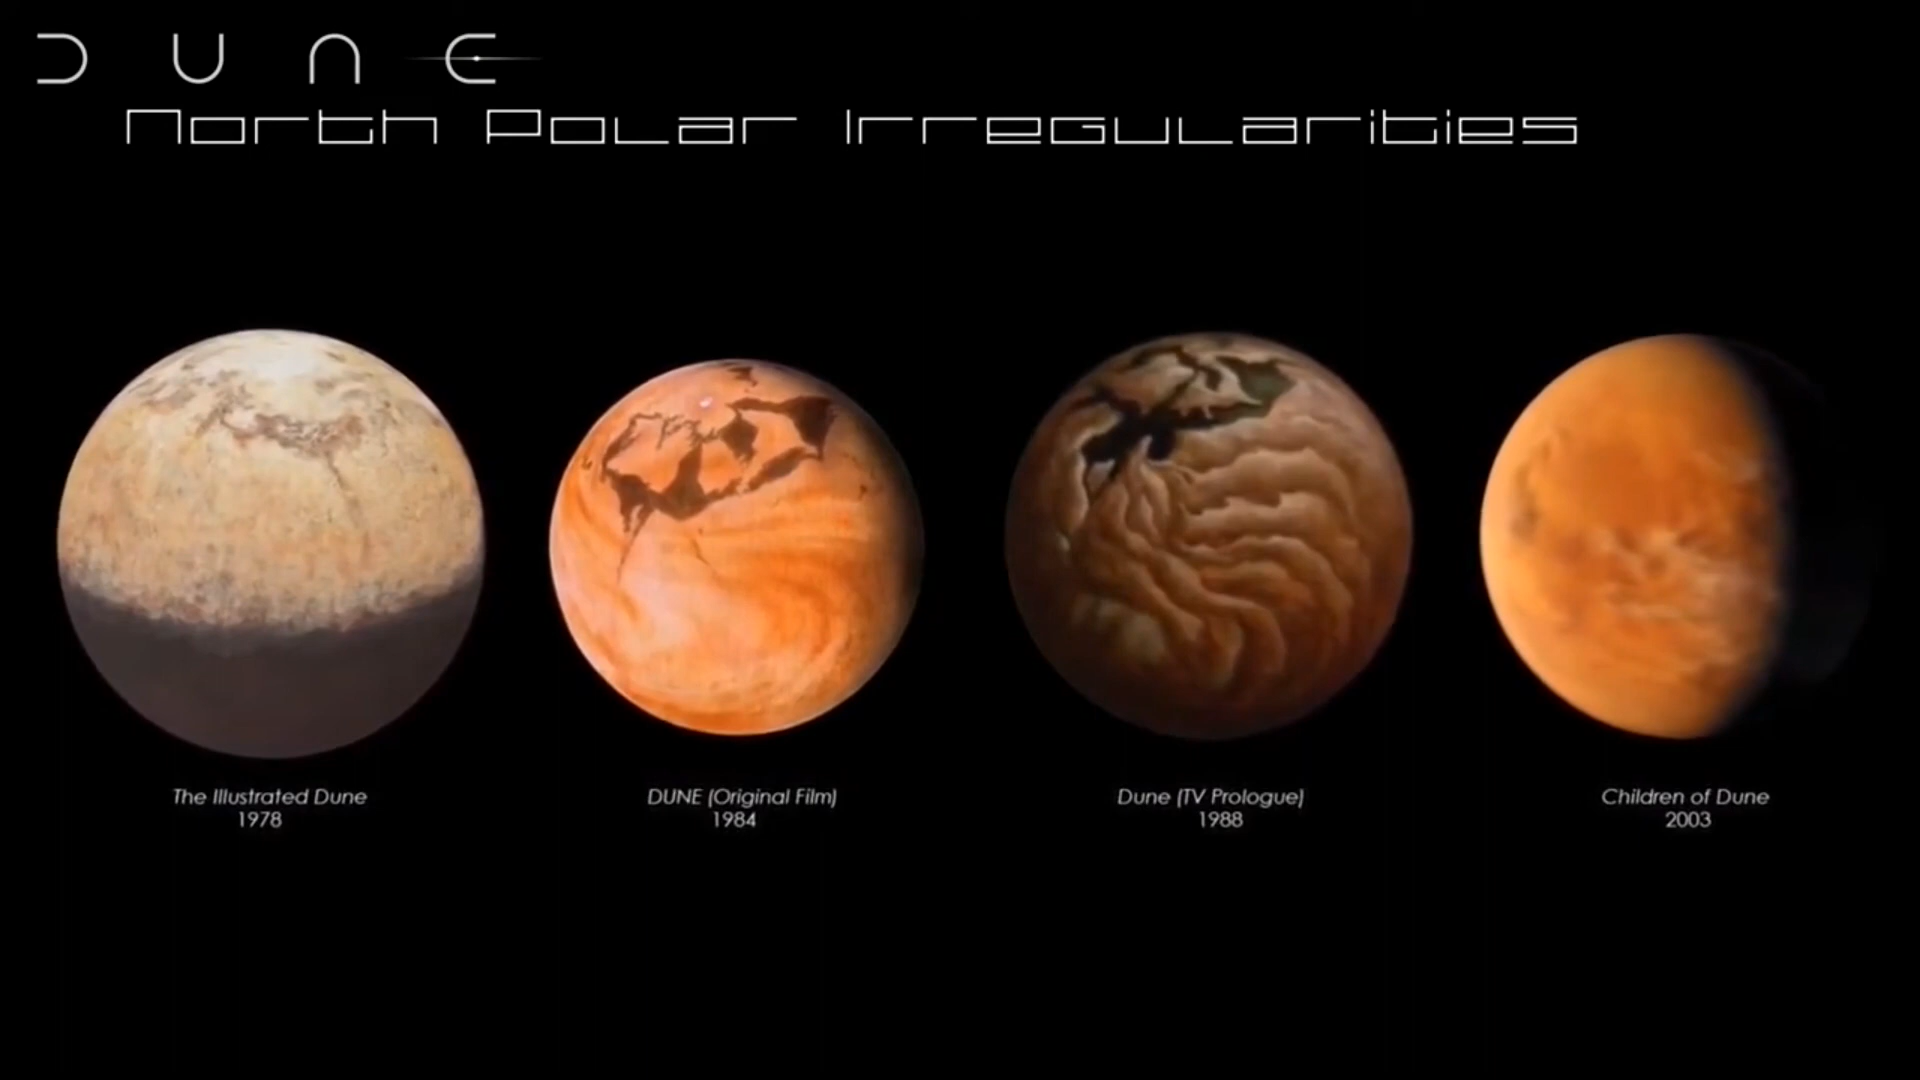 DUNE
North Polar Irregularities
The Illustrated Dune
1978
DUNE (Original Film)
1984
Dune (TV Prologue)
1988
Children of Dune
2003